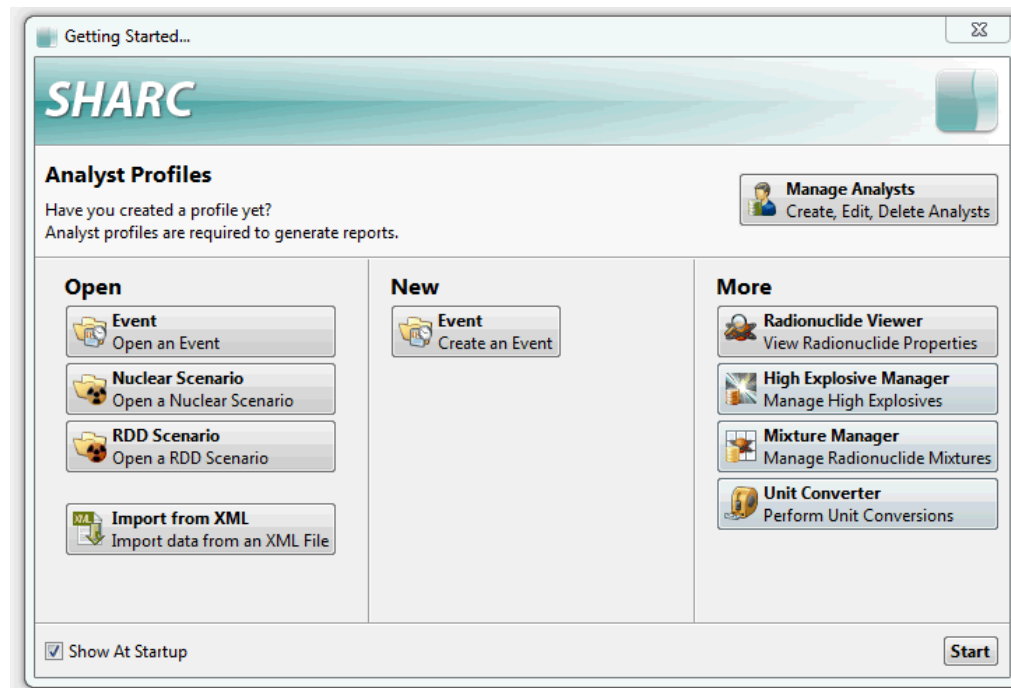 Getting Started...
SHARC
Analyst Profiles
Have you created a profile yet?
Analyst profiles are required to generate reports.
Manage Analysts
Create, Edit, Delete Analysts
Open
Event
Open an Event
Nuclear Scenario
Open a Nuclear Scenario
RDD Scenario
Open a RDD Scenario
XML
Import from XML
Import data from an XML File
New
Event
Create an Event
More
Radionuclide Viewer
View Radionuclide Properties
High Explosive Manager
Manage High Explosives
Mixture Manager
Manage Radionuclide Mixtures
Unit Converter
Perform Unit Conversions
Show At Startup
Start